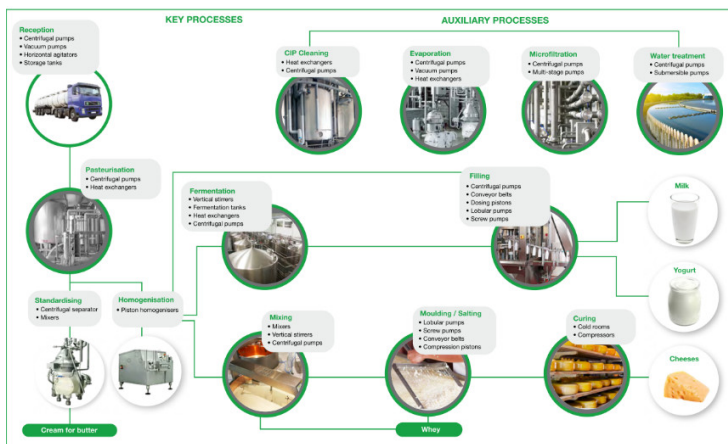 KEY PROCESSES
AUXILIARY PROCESSES
Reception
• Centrifugal pumps
• Vacuum pumps
• Horizontal agitators
• Storage tanks
CIP Cleaning
• Heat exchangers
• Centrifugal pumps
Evaporation
• Centrifugal pumps
• Vacuum pumps
• Heat exchangers
Microfiltration
• Centrifugal pumps
• Multi-stage pumps
Water treatment
• Centrifugal pumps
• Submersible pumps
Pasteurisation
• Centrifugal pumps
• Heat exchangers
Fermentation
• Vertical stirrers
• Fermentation tanks
• Heat exchangers
• Centrifugal pumps
Filling
• Centrifugal pumps
• Conveyor belts
• Dosing pistons
• Lobular pumps
• Screw pumps
Milk
Yogurt
Standardising
• Centrifugal separator
• Mixers
Homogenisation
• Piston homogenisers
Mixing
• Mixers
• Vertical stirrers
• Centrifugal pumps
Moulding / Salting
• Lobular pumps
• Screw pumps
• Conveyor belts
• Compression pistons
Curing
• Cold rooms
• Compressors
Cheeses
Cream for butter
Whey